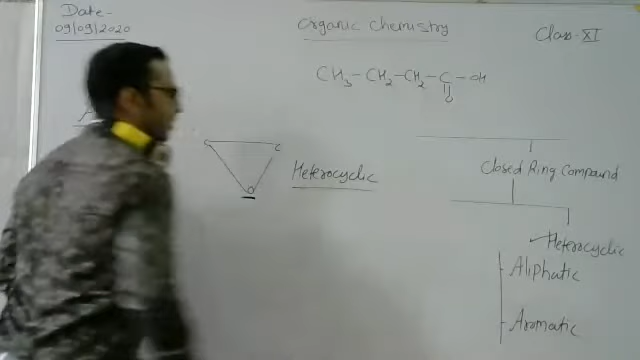 Date-
09/09/2020
Organic Chemistry
Class-XI
CH3-CH2-CH2-C-OH
O
C C
O
Heterocyclic
Closed Ring Compound
Heterocyclic
Aliphatic
Aromatic